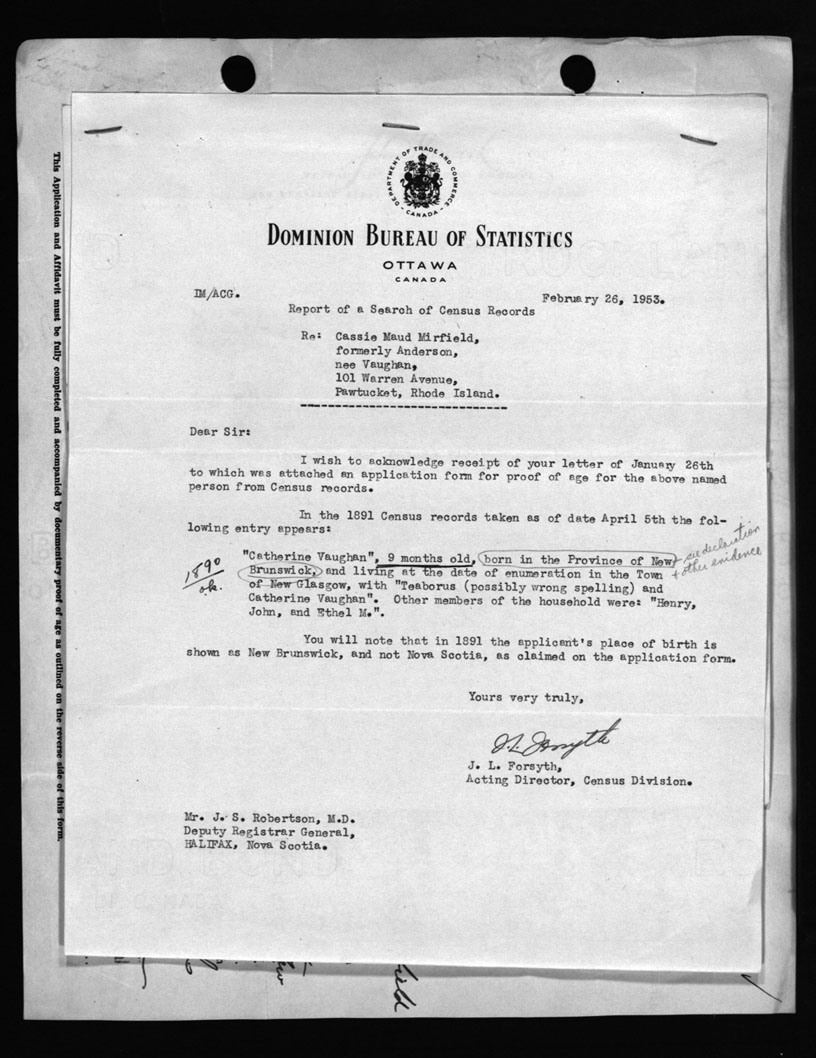 DEPARTMENT OF TRADE AND COMMERCE
CANADA
DOMINION BUREAU OF STATISTICS
OTTAWA
CANADA
IM/ACG.
February 26, 1953.
Report of a Search of Census Records
Re: Cassie Maud Mirfield,
formerly Anderson,
nee Vaughan,
101 Warren Avenue,
Pawtucket, Rhode Island.
Dear Sir:
I wish to acknowledge receipt of your letter of January 26th
to which was attached an application form for proof of age for the above named
person from Census records.
In the 1891 Census records taken as of date April 5th the fol-
lowing entry appears:
"Catherine Vaughan", 9 months old, born in the Province of New
Brunswick, and living at the date of enumeration in the Town
of New Glasgow, with "Teaborus (possibly wrong spelling) and
Catherine Vaughan". Other members of the household were: "Henry,
John, and Ethel M.".
1890
ok.
see declaration
+ other evidence
You will note that in 1891 the applicant's place of birth is
shown as New Brunswick, and not Nova Scotia, as claimed on the application form.
Yours very truly,
J. L. Forsyth
J. L. Forsyth,
Acting Director, Census Division.
Mr. J. S. Robertson, M.D.
Deputy Registrar General,
HALIFAX, Nova Scotia.
This Application and Affidavit must be fully completed and accompanied by documentary proof of age as outlined on the reverse side of this form.